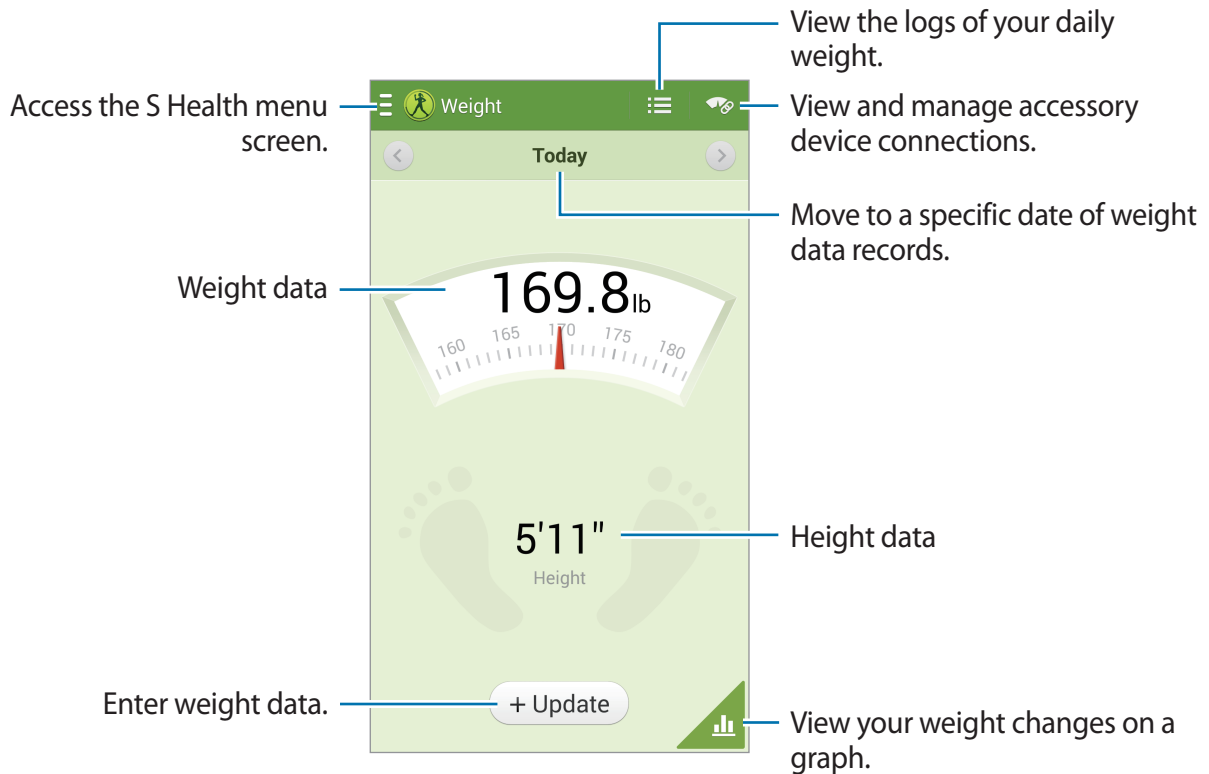 View the logs of your daily
weight.
Access the S Health menu
screen.
Weight
View and manage accessory
device connections.
Today
Move to a specific date of weight
data records.
Weight data
169.8lb
160 165 170 175 180
5'11"
Height
Height data
Enter weight data.
+ Update
View your weight changes on a
graph.